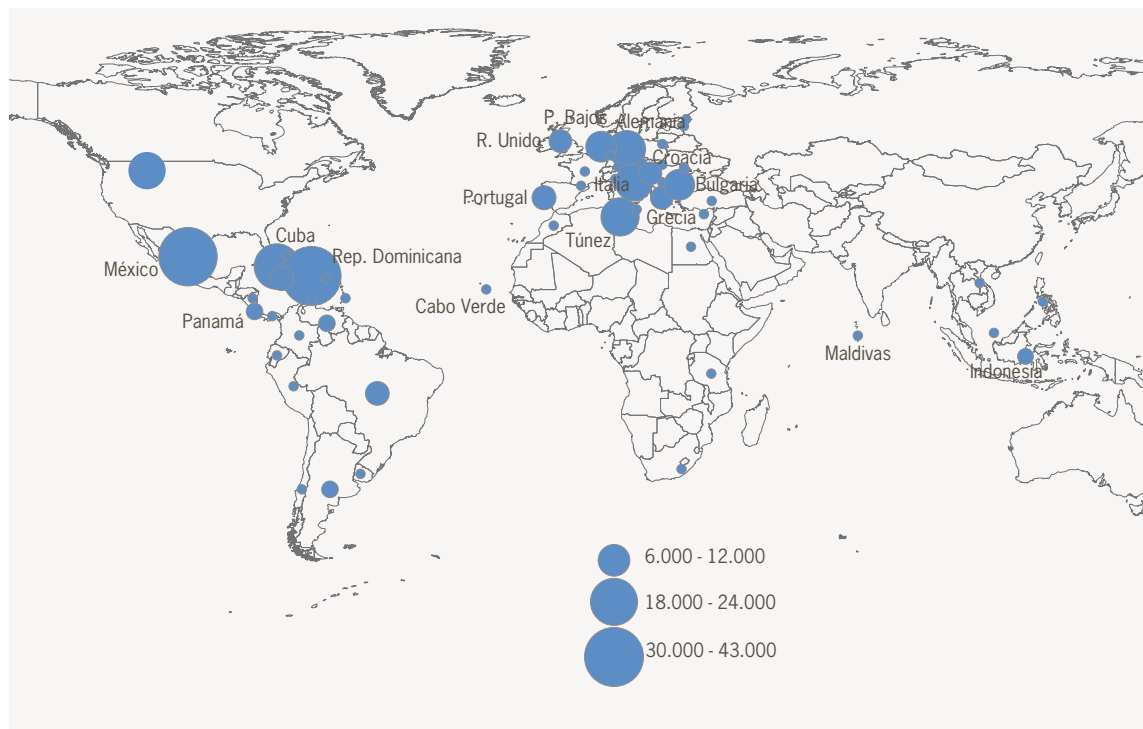 P. Bajos
Alemania
R. Unido
Croacia
Italia
Bulgaria
Portugal
Grecia
Túnez
Cuba
Rep. Dominicana
México
Cabo Verde
Panamá
Maldivas
Indonesia
6.000 - 12.000
18.000 - 24.000
30.000 - 43.000